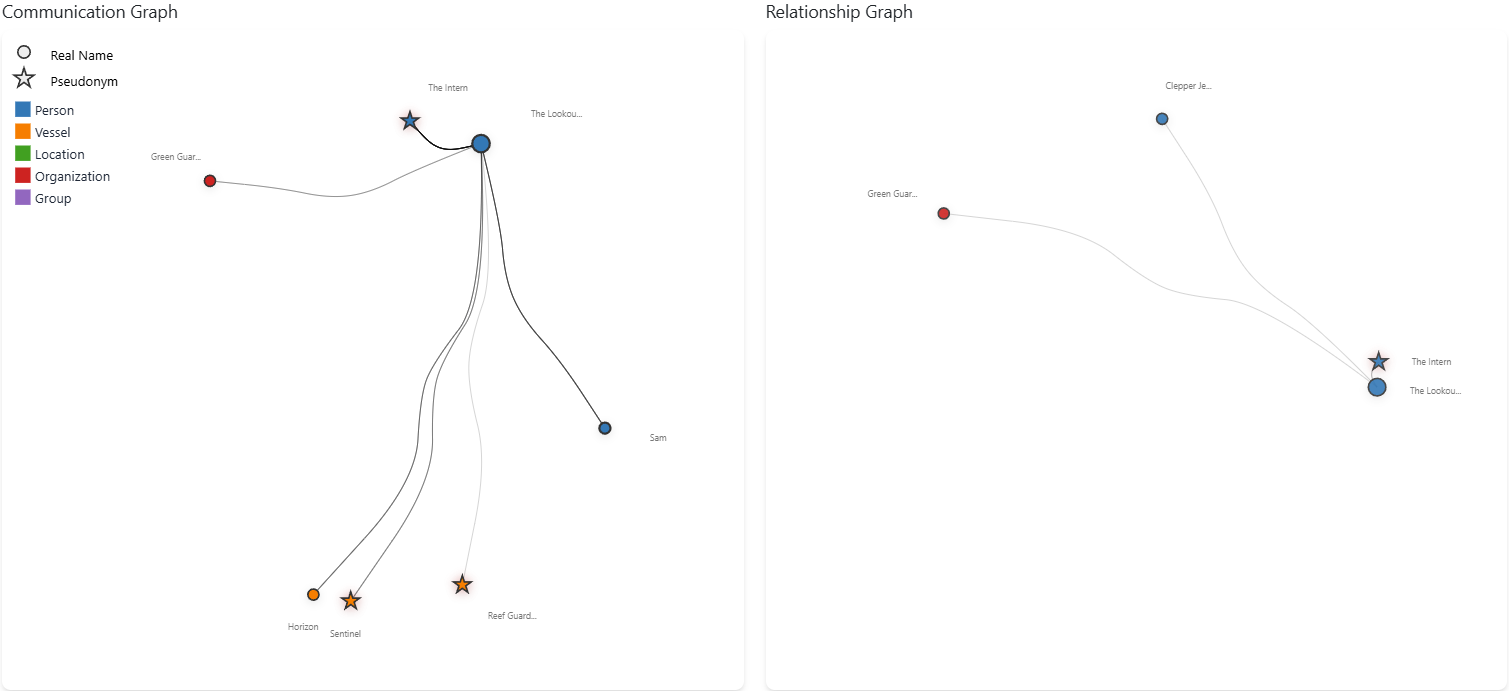 Communication Graph
Real Name
Pseudonym
Person
Vessel
Location
Organization
Group
The Intern
The Lookou...
Green Guar...
Sam
Horizon
Sentinel
Reef Guard...
Relationship Graph
Clepper Je...
Green Guar...
The Intern
The Lookou...